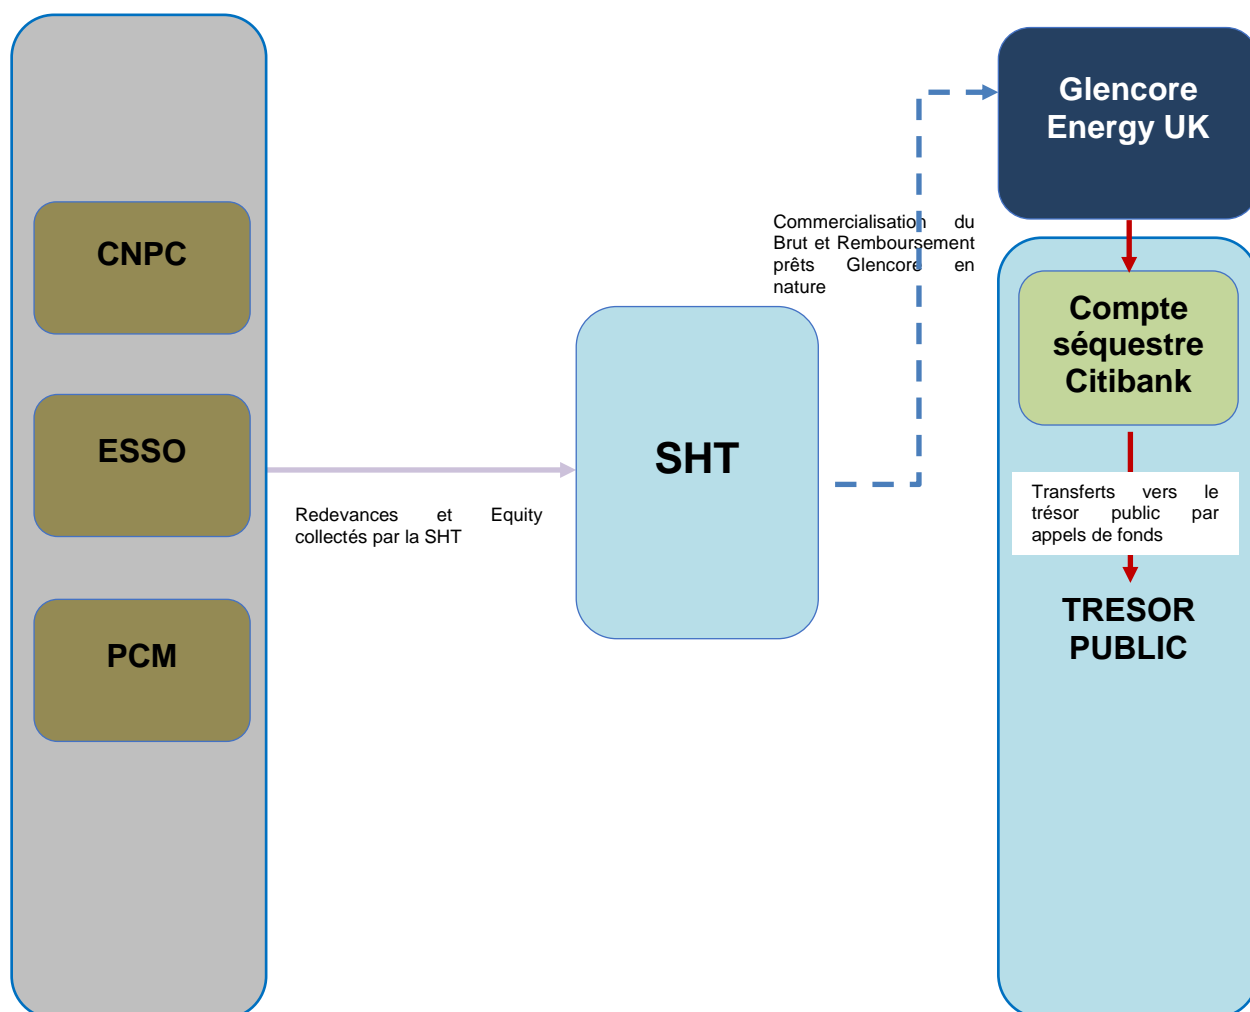 CNPC
ESSO
PCM
Redevances et Equity
collectés par la SHT
SHT
Commercialisation du
Brut et Remboursement
prêts Glencore en
nature
Glencore
Energy UK
Compte
séquestre
Citibank
Transferts vers le
trésor public par
appels de fonds
TRESOR
PUBLIC